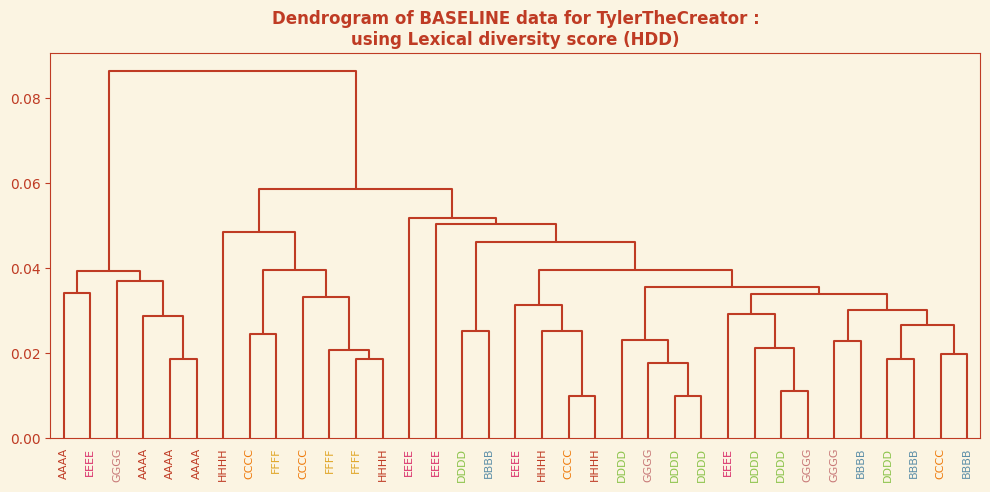 Dendrogram of BASELINE data for TylerTheCreator :
using Lexical diversity score (HDD)
0.08
0.06
0.04
0.02
0.00
AAAA EEEE GGGG AAAA AAAA AAAA HHHH CCCC FFFF CCCC FFFF FFFF HHHH EEEE EEEE DDDD BBBB EEEE HHHH CCCC HHHH DDDD GGGG DDDD DDDD EEEE DDDD DDDD GGGG GGGG BBBB DDDD BBBB CCCC BBBB